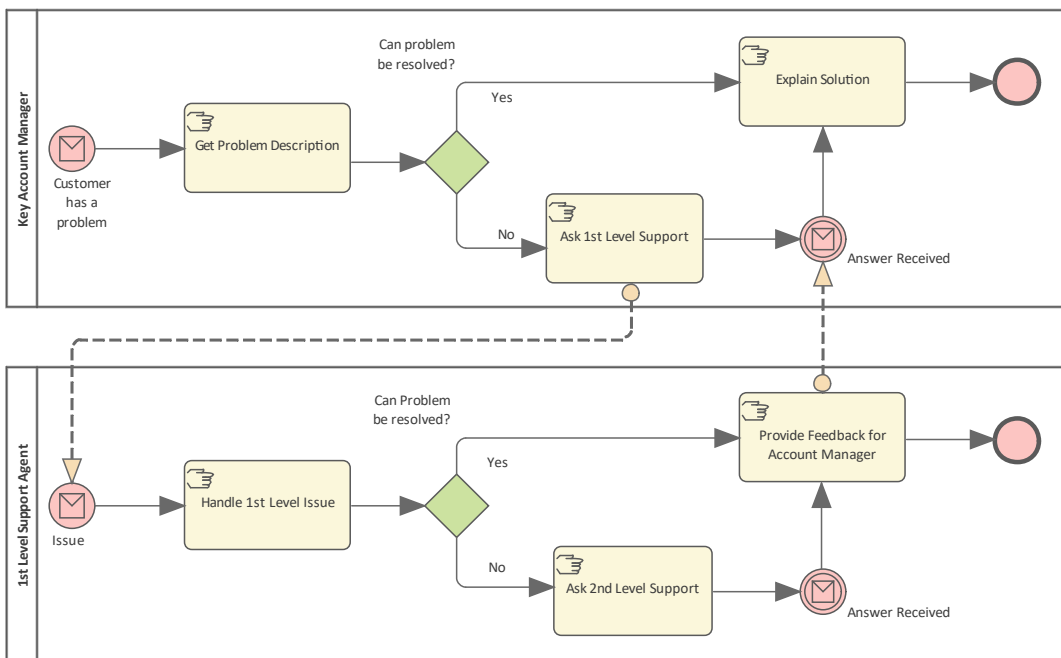 Key Account Manager
Can problem
be resolved?
Yes
Explain Solution
Get Problem Description
Customer
has a
problem
No
Ask 1st Level Support
Answer Received
1st Level Support Agent
Can Problem
be resolved?
Yes
Provide Feedback for
Account Manager
Handle 1st Level Issue
Issue
No
Ask 2nd Level Support
Answer Received